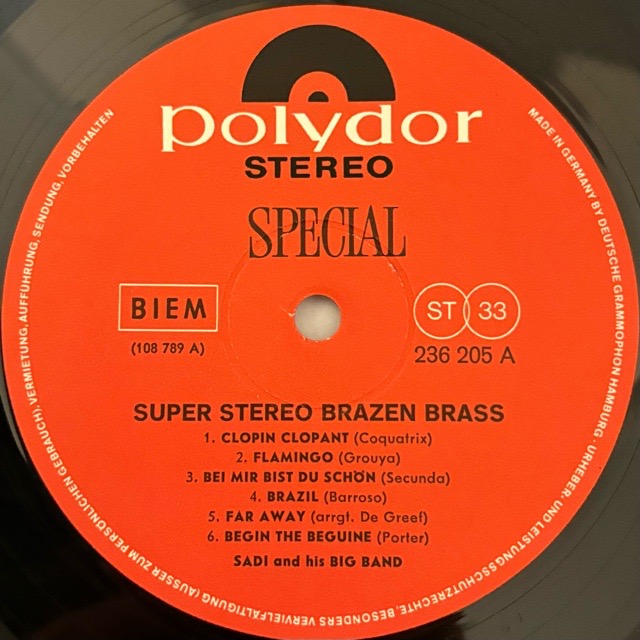 polydor
STEREO
SPECIAL
BIEM
(108 789 A)
ST 33
236 205 A
SUPER STEREO BRAZEN BRASS
1. CLOPIN CLOPANT (Coquatrix)
2. FLAMINGO (Grouya)
3. BEI MIR BIST DU SCHÖN (Secunda)
4. BRAZIL (Barroso)
5. FAR AWAY (arrgt. De Greef)
6. BEGIN THE BEGUINE (Porter)
SADI and his BIG BAND
MADE IN GERMANY BY DEUTSCHE GRAMMOPHON HAMBURG · URHEBER- UND LEISTUNGSSCHUTZRECHTE, BESONDERS VERVIELFÄLTIGUNG (AUSSER ZUM PERSÖNLICHEN GEBRAUCH), VERMIETUNG, AUFFÜHRUNG, SENDUNG, VORBEHALTEN